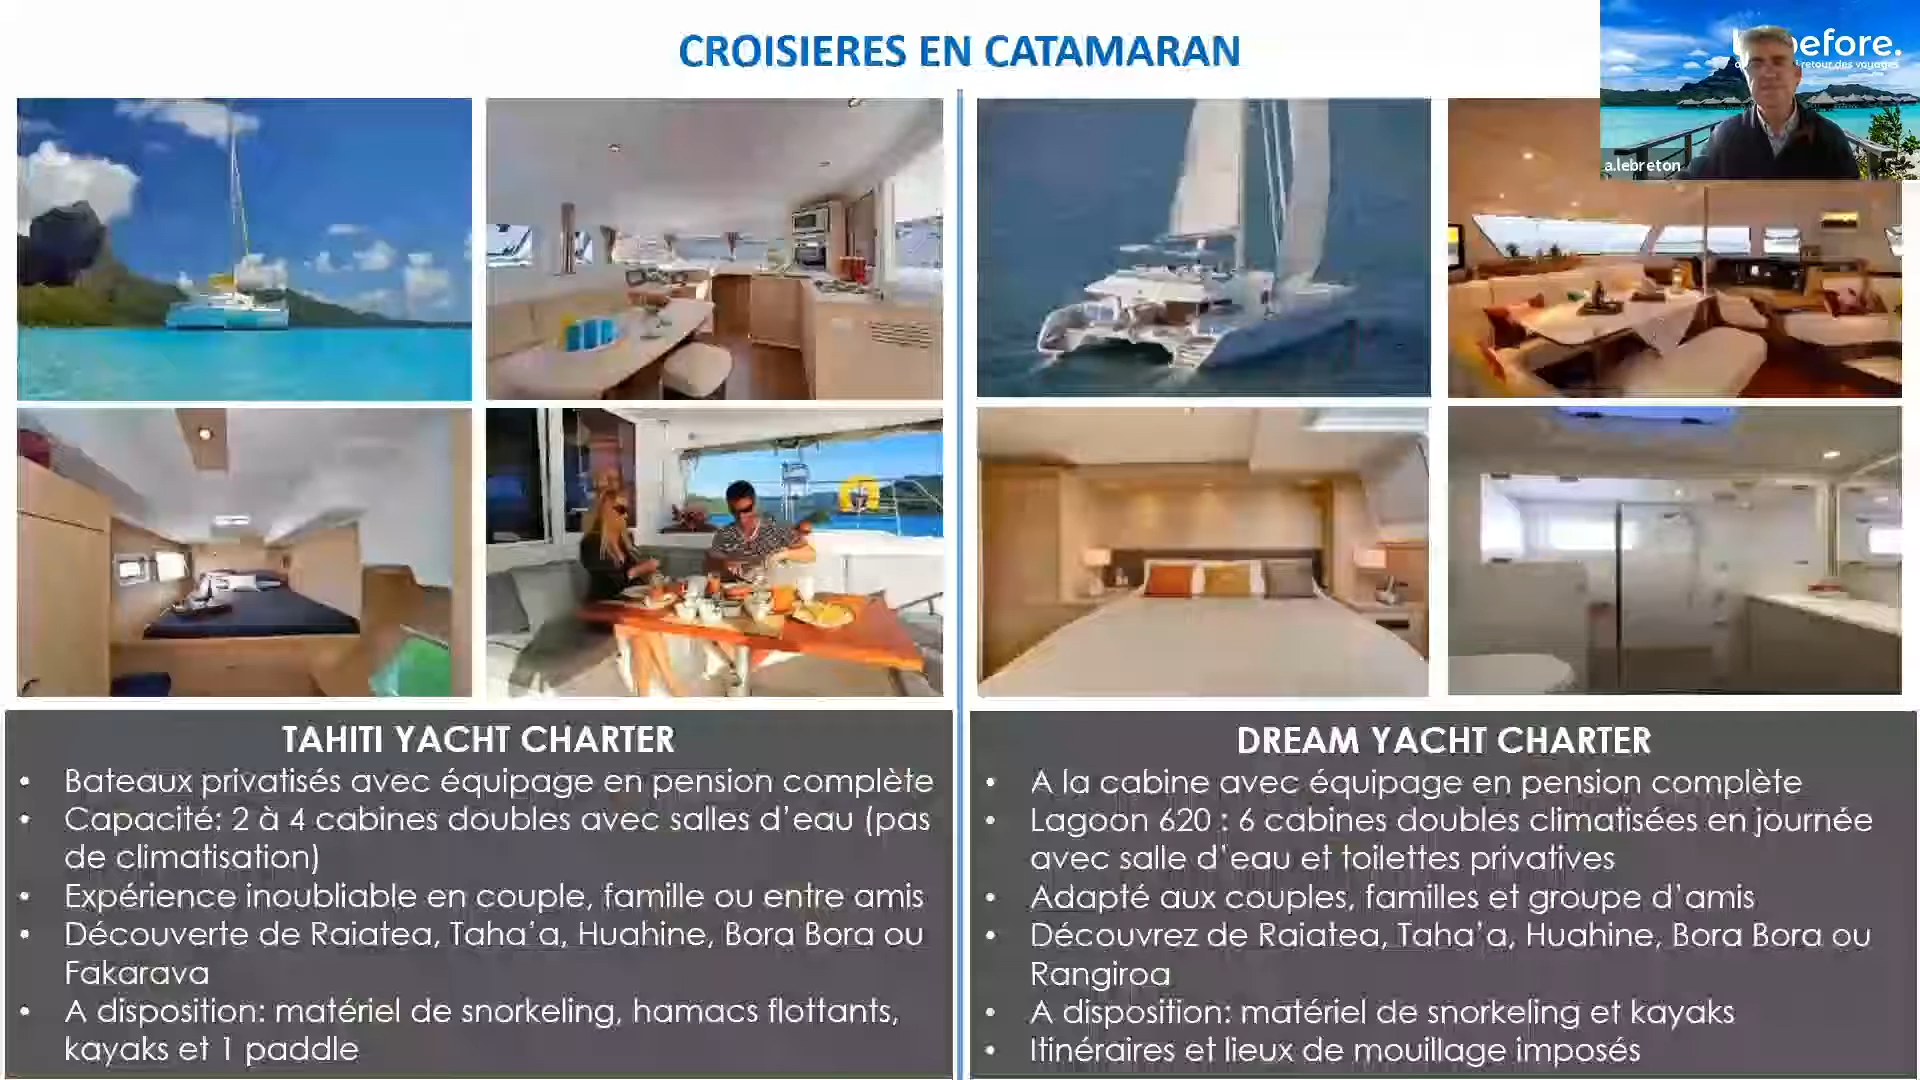 CROISIERES EN CATAMARAN
efore.
retour des voyages
a.lebreton
TAHITI YACHT CHARTER
• Bateaux privatisés avec équipage en pension complète
• Capacité: 2 à 4 cabines doubles avec salles d'eau (pas
de climatisation)
• Expérience inoubliable en couple, famille ou entre amis
• Découverte de Raiatea, Taha'a, Huahine, Bora Bora ou
Fakarava
• A disposition: matériel de snorkeling, hamacs flottants,
kayaks et 1 paddle
DREAM YACHT CHARTER
• A la cabine avec équipage en pension complète
• Lagoon 620 : 6 cabines doubles climatisées en journée
avec salle d'eau et toilettes privatives
• Adapté aux couples, familles et groupe d'amis
• Découvrez de Raiatea, Taha'a, Huahine, Bora Bora ou
Rangiroa
• A disposition: matériel de snorkeling et kayaks
• Itinéraires et lieux de mouillage imposés